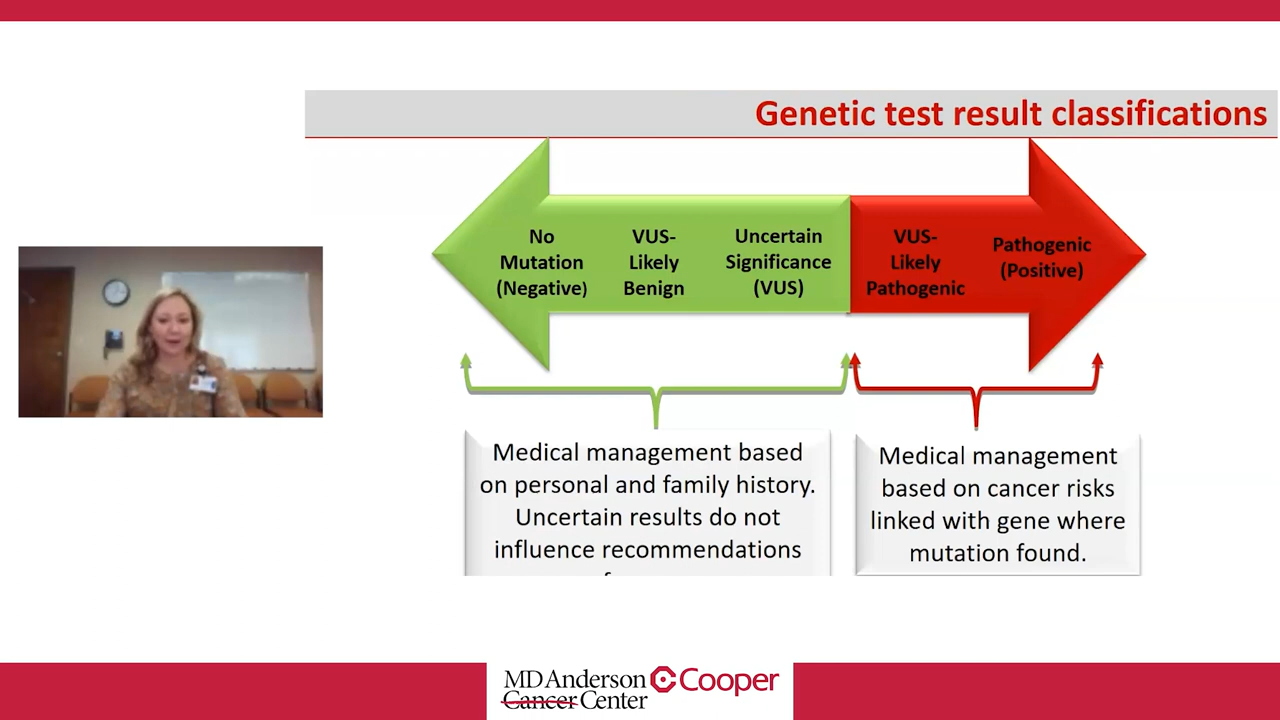 Genetic test result classifications
No
Mutation
(Negative)
VUS-
Likely
Benign
Uncertain
Significance
(VUS)
VUS-
Likely
Pathogenic
Pathogenic
(Positive)
Medical management based
on personal and family history.
Uncertain results do not
influence recommendations
Medical management
based on cancer risks
linked with gene where
mutation found.
MD Anderson
Cancer Center
Cooper